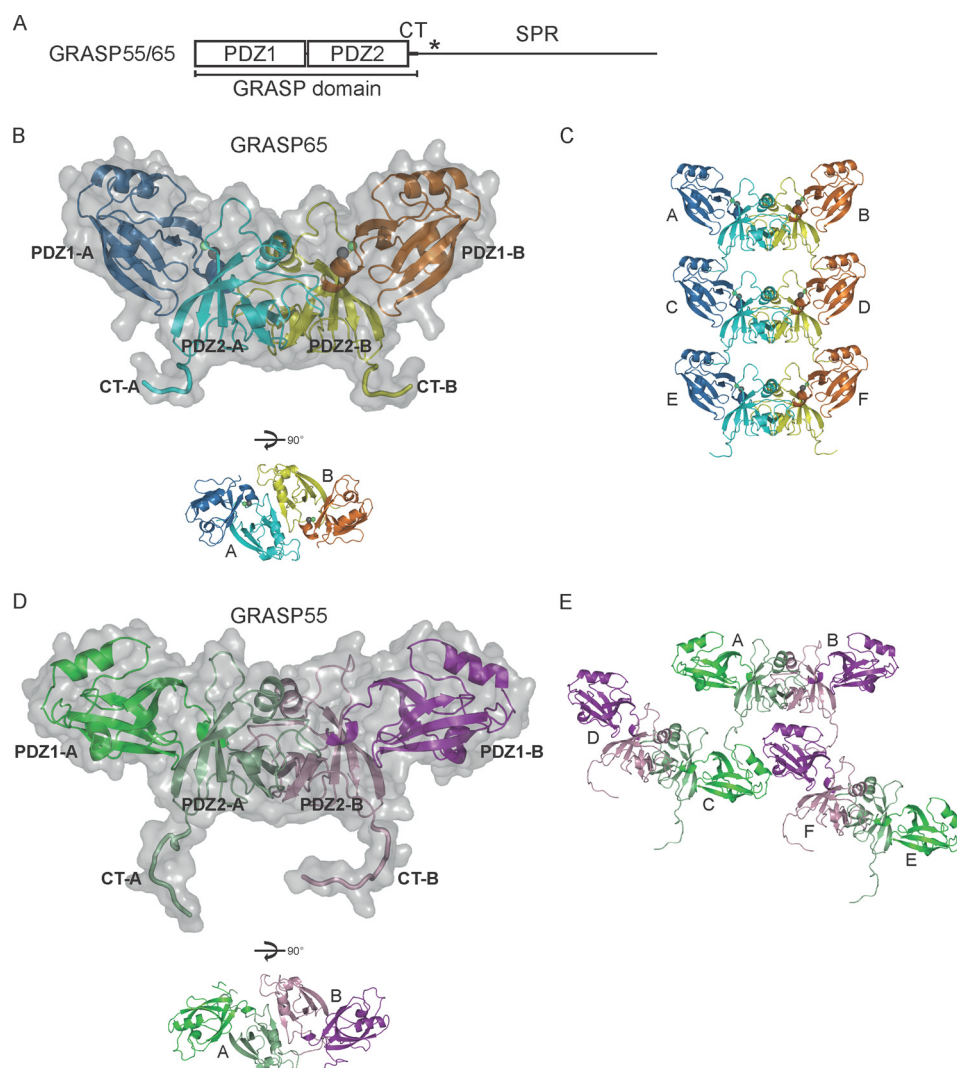 A
CT
*
SPR
GRASP55/65
PDZ1
PDZ2
GRASP domain
B
GRASP65
PDZ1-A
PDZ1-B
PDZ2-A
PDZ2-B
CT-A
CT-B
90°
B
A
C
A
B
C
D
E
F
D
GRASP55
PDZ1-A
PDZ1-B
PDZ2-A
PDZ2-B
CT-A
CT-B
90°
B
A
E
A
B
D
C
F
E